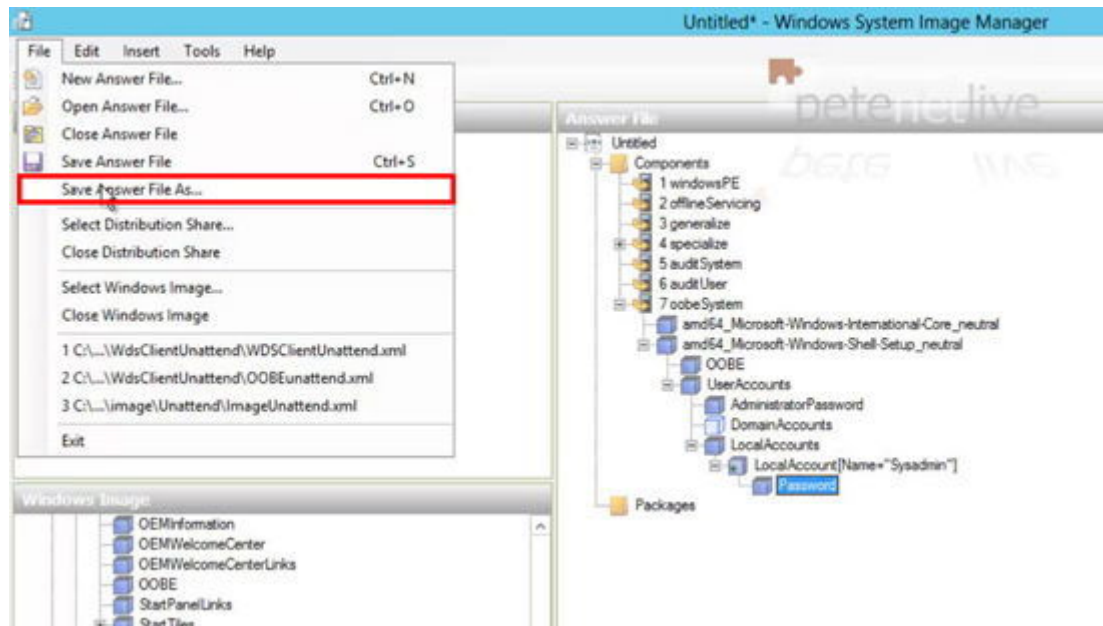 Untitled* - Windows System Image Manager
File Edit Insert Tools Help
New Answer File... Ctrl+N
Open Answer File... Ctrl+O
Close Answer File
Save Answer File Ctrl+S
Save Answer File As...
Select Distribution Share...
Close Distribution Share
Select Windows Image...
Close Windows Image
1 C:\...\WdsClientUnattend\WDSClientUnattend.xml
2 C:\...\WdsClientUnattend\OOBEunattend.xml
3 C:\...\image\Unattend\ImageUnattend.xml
Exit
petenetlive
Answer File
Untitled
Components
1 windowsPE
2 offlineServicing
3 generalize
4 specialize
5 auditSystem
6 auditUser
7 oobeSystem
amd64_Microsoft-Windows-International-Core_neutral
amd64_Microsoft-Windows-Shell-Setup_neutral
OOBE
UserAccounts
AdministratorPassword
DomainAccounts
LocalAccounts
LocalAccount[Name="Sysadmin"]
Password
Packages
Windows Image
OEMInformation
OEMWelcomeCenter
OEMWelcomeCenterLinks
OOBE
StartPanelLinks
StartTiles